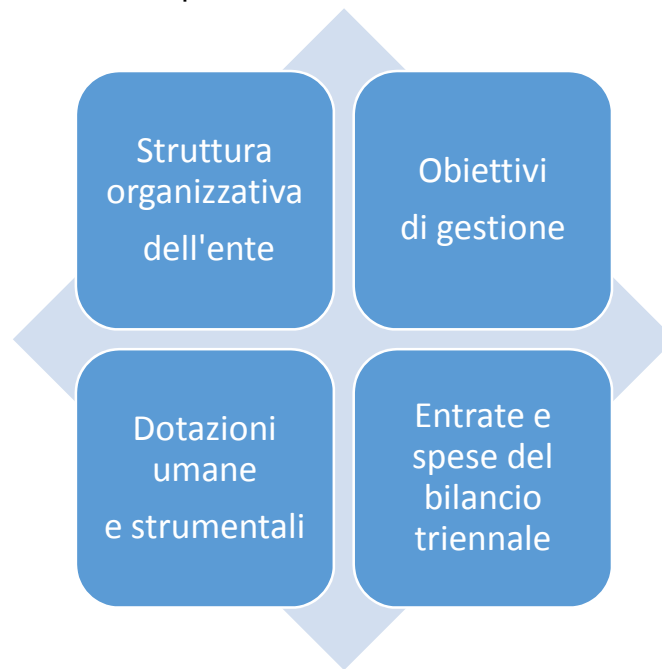 Struttura
organizzativa
dell'ente
Obiettivi
di gestione
Dotazioni
umane
e strumentali
Entrate e
spese del
bilancio
triennale